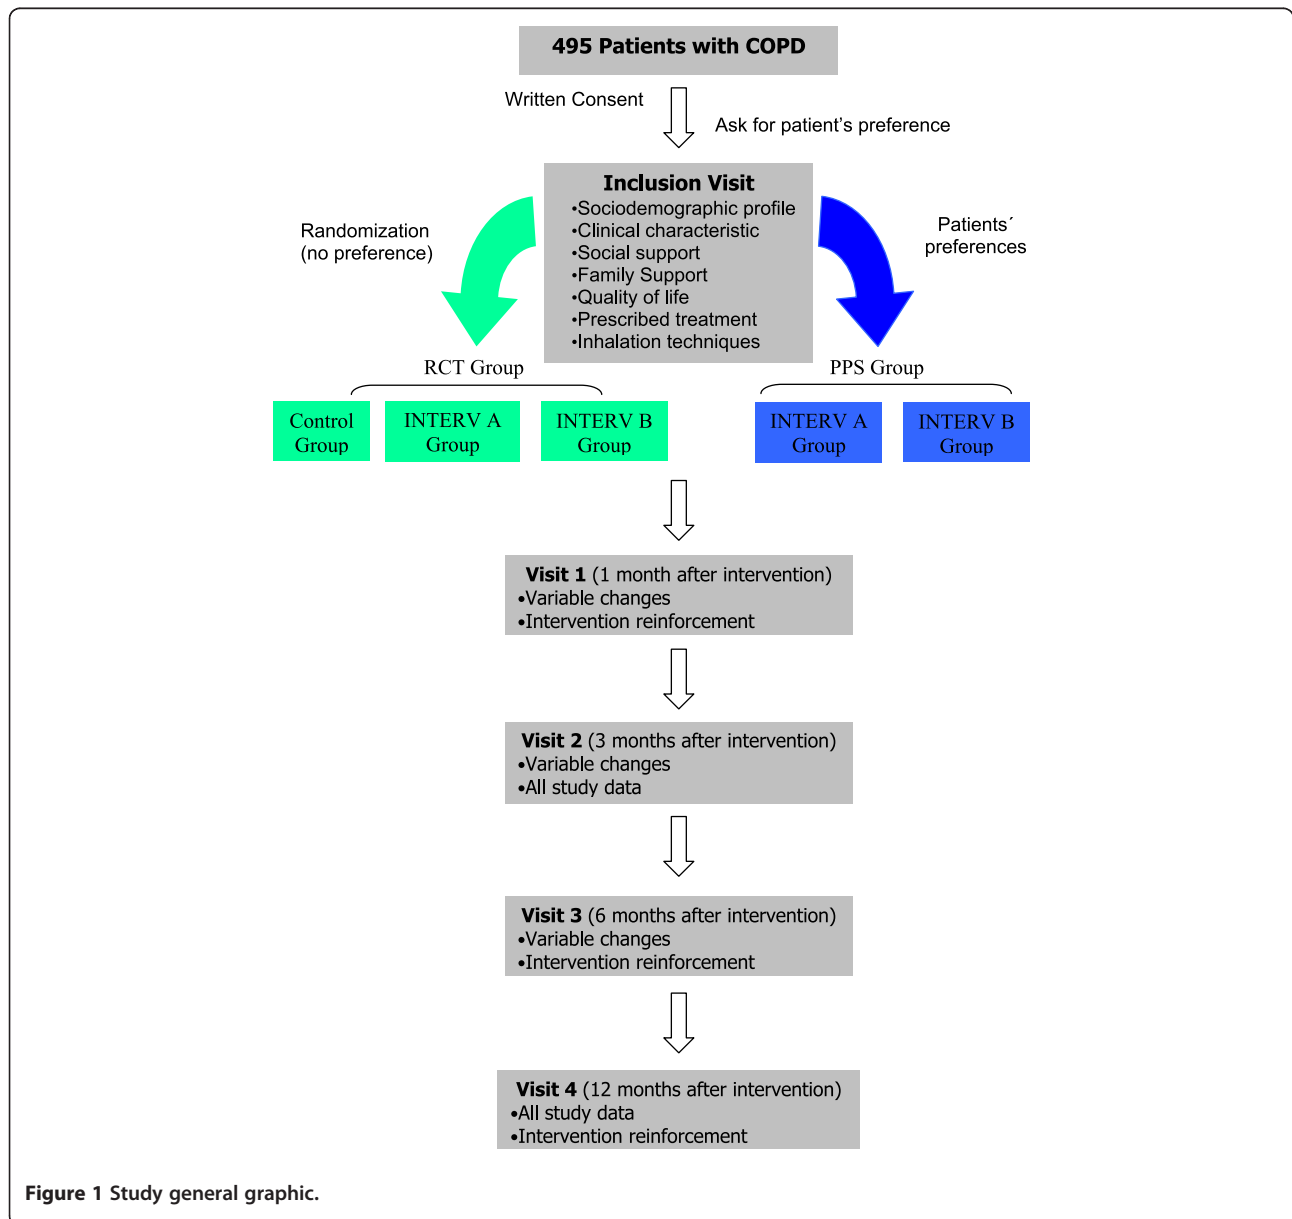 495 Patients with COPD
Written Consent
Ask for patient's preference
Inclusion Visit
•Sociodemographic profile
•Clinical characteristic
•Social support
•Family Support
•Quality of life
•Prescribed treatment
•Inhalation techniques
Randomization
(no preference)
Patients´
preferences
RCT Group
PPS Group
Control
Group
INTERV A
Group
INTERV B
Group
INTERV A
Group
INTERV B
Group
Visit 1 (1 month after intervention)
•Variable changes
•Intervention reinforcement
Visit 2 (3 months after intervention)
•Variable changes
•All study data
Visit 3 (6 months after intervention)
•Variable changes
•Intervention reinforcement
Visit 4 (12 months after intervention)
•All study data
•Intervention reinforcement
Figure 1 Study general graphic.